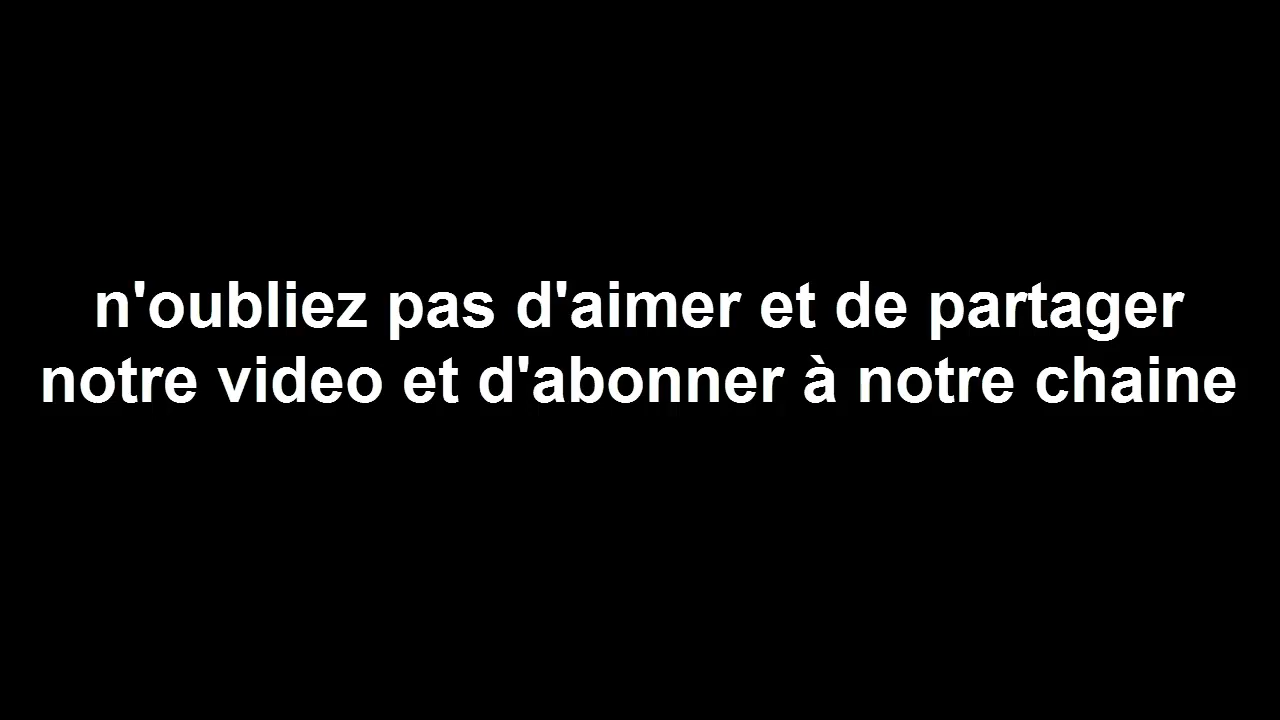 n'oubliez pas d'aimer et de partager
notre video et d'abonner à notre chaine